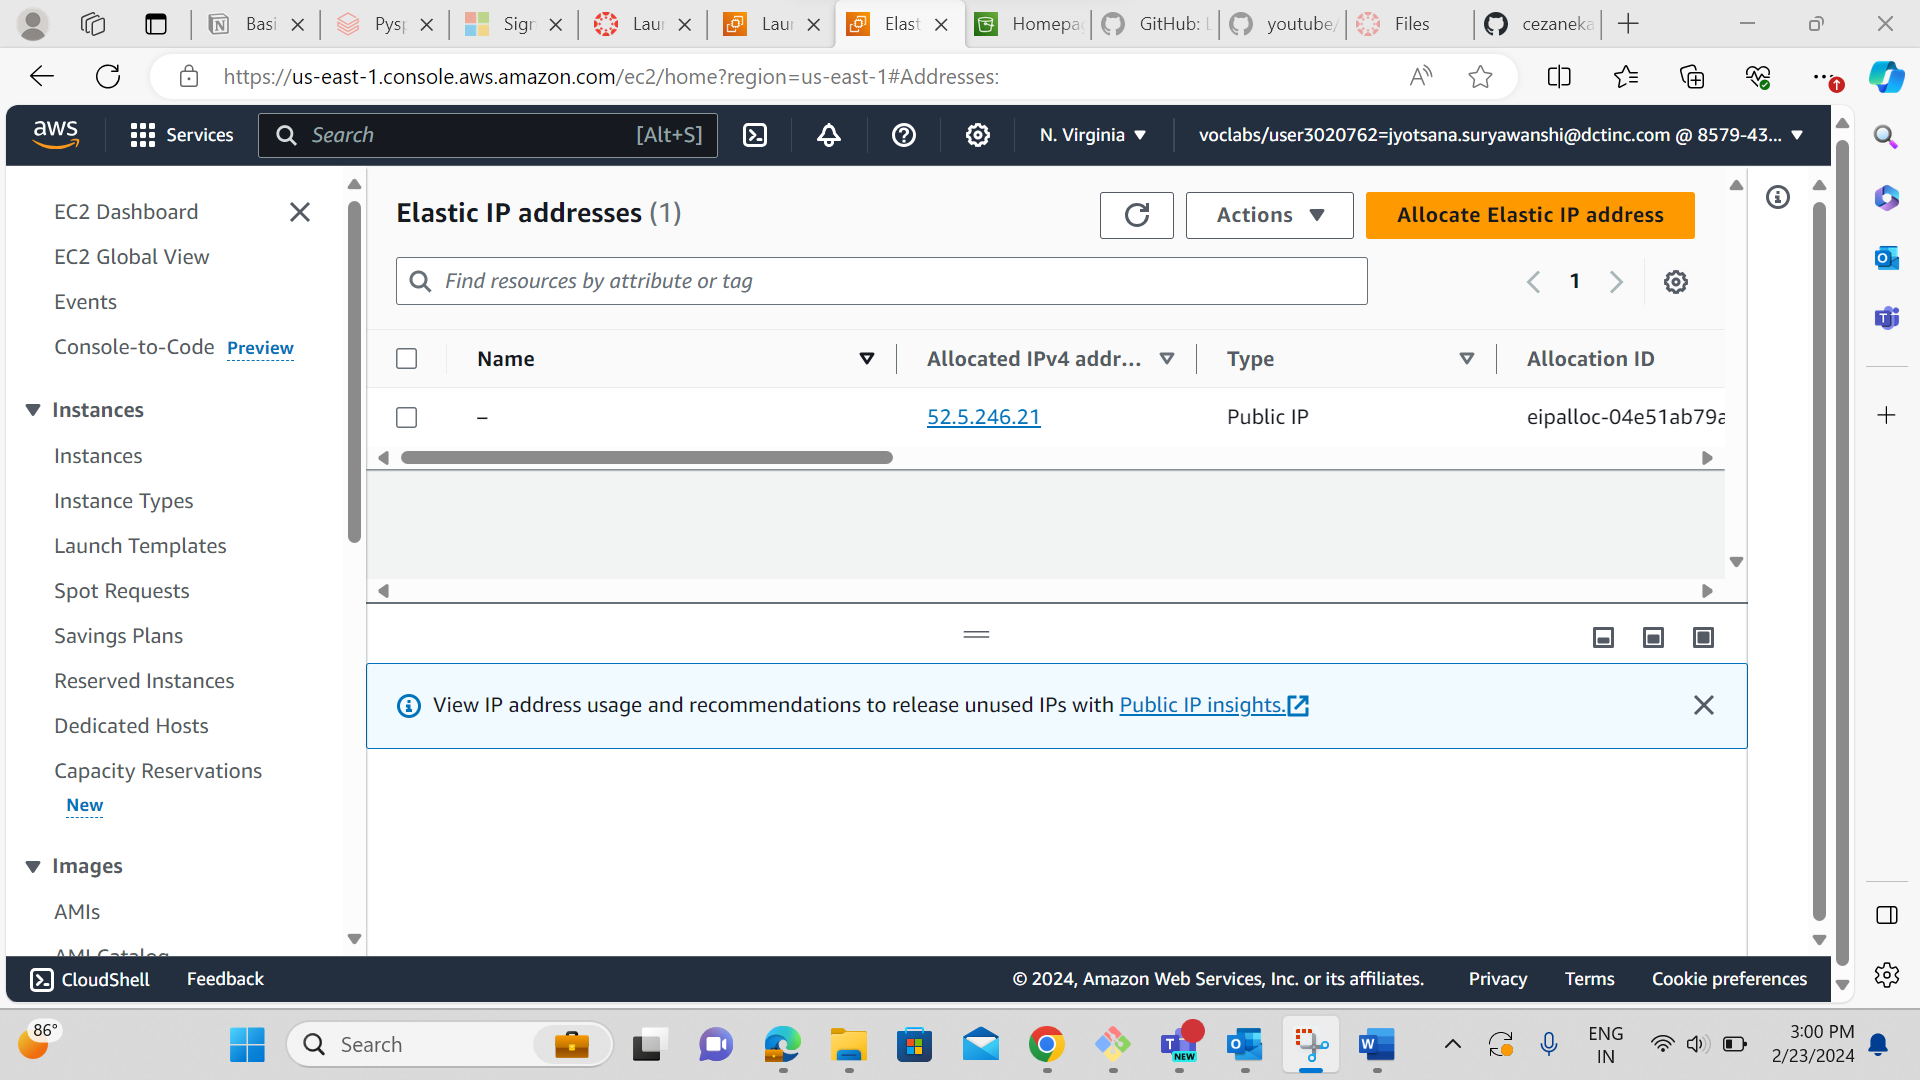 Basi
Pysp
Sign
Laun
Laun
Elast
Homepa
GitHub: L
youtube/
Files
cezaneka
https://us-east-1.console.aws.amazon.com/ec2/home?region=us-east-1#Addresses:
aws
Services
Search
[Alt+S]
N. Virginia
voclabs/user3020762=jyotsana.suryawanshi@dctinc.com @ 8579-43...
EC2 Dashboard
EC2 Global View
Events
Console-to-Code Preview
Instances
Instances
Instance Types
Launch Templates
Spot Requests
Savings Plans
Reserved Instances
Dedicated Hosts
Capacity Reservations
New
Images
AMIs
AMI Catalog
Elastic IP addresses (1)
Actions
Allocate Elastic IP address
Find resources by attribute or tag
1
Name
Allocated IPv4 addr...
Type
Allocation ID
–
52.5.246.21
Public IP
eipalloc-04e51ab79a
View IP address usage and recommendations to release unused IPs with Public IP insights.
CloudShell
Feedback
© 2024, Amazon Web Services, Inc. or its affiliates.
Privacy
Terms
Cookie preferences
86°
Search
NEW
ENG
IN
3:00 PM
2/23/2024